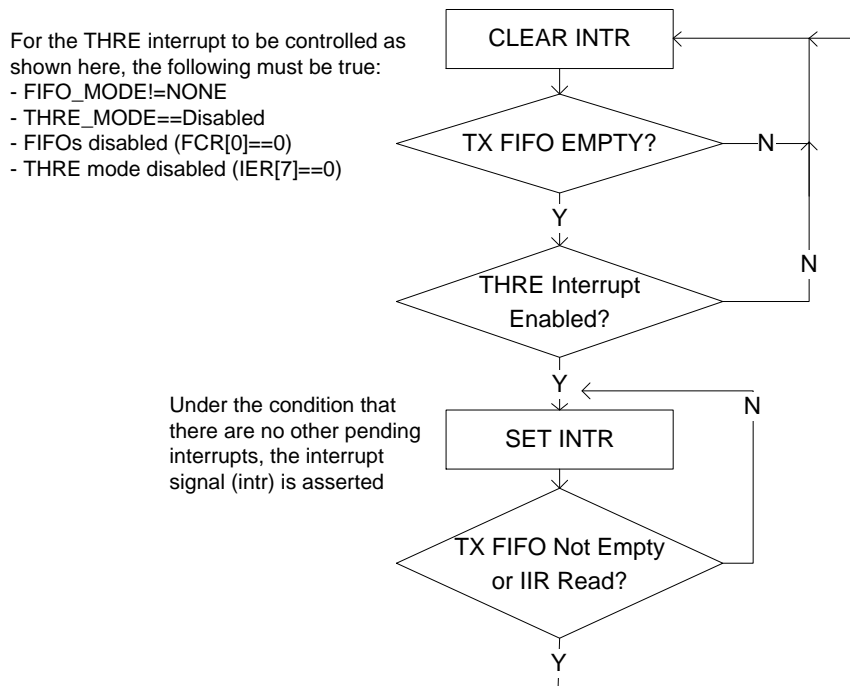 For the THRE interrupt to be controlled as
shown here, the following must be true:
- FIFO_MODE!=NONE
- THRE_MODE==Disabled
- FIFOs disabled (FCR[0]==0)
- THRE mode disabled (IER[7]==0)
CLEAR INTR
TX FIFO EMPTY?
N
Y
THRE Interrupt
Enabled?
N
Y
Under the condition that
there are no other pending
interrupts, the interrupt
signal (intr) is asserted
SET INTR
N
TX FIFO Not Empty
or IIR Read?
Y